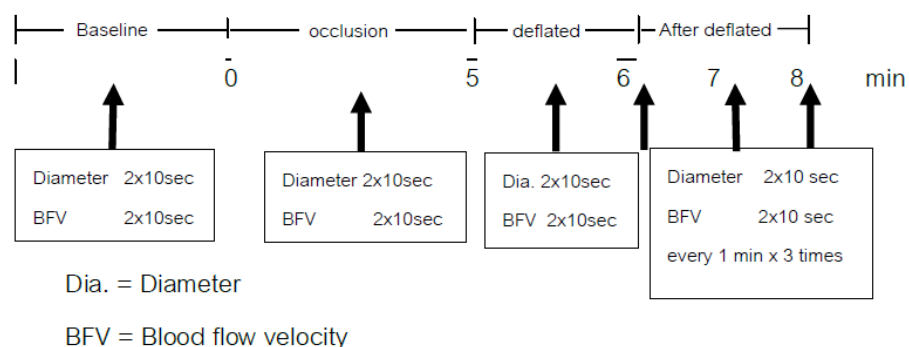 Baseline occlusion deflated After deflated
0 5 6 7 8 min
Diameter 2x10sec
BFV 2x10sec
Diameter 2x10sec
BFV 2x10sec
Dia. 2x10sec
BFV 2x10sec
Diameter 2x10 sec
BFV 2x10 sec
every 1 min x 3 times
Dia. = Diameter
BFV = Blood flow velocity